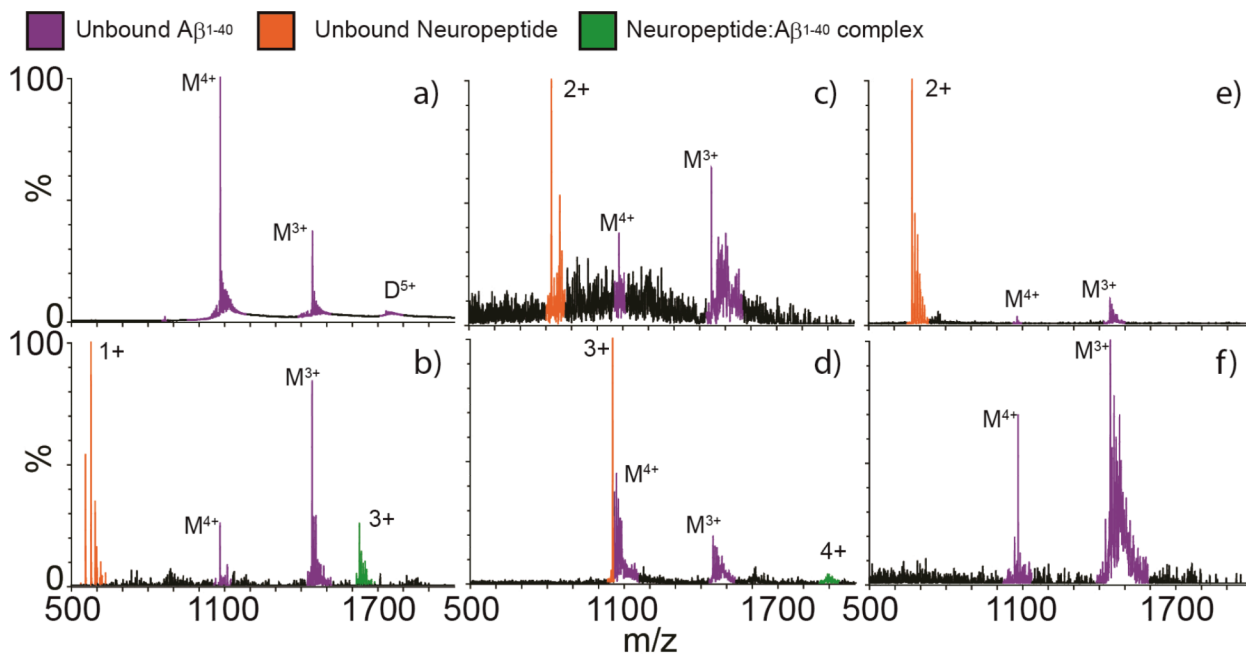 Unbound Aβ¹⁻⁴⁰ Unbound Neuropeptide Neuropeptide:Aβ¹⁻⁴⁰ complex
100 M⁴⁺ a) 2+ c) 2+ e)
% M³⁺ D⁵⁺ M⁴⁺ M³⁺ M⁴⁺ M³⁺
0
100 1+ b) 3+ d) M³⁺ f)
% M⁴⁺ M³⁺ 3+ M⁴⁺ M³⁺ 4+ M⁴⁺
0
500 1100 1700 500 1100 1700 500 1100 1700
m/z